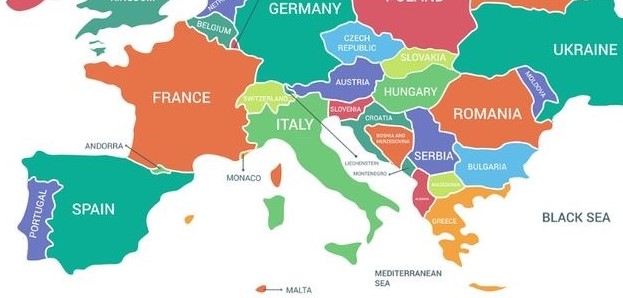 KINGDOM
NETH
GERMANY
POLAND
BELGIUM
CZECH
REPUBLIC
UKRAINE
SLOVAKIA
AUSTRIA
MOLDOVA
FRANCE
SWITZERLAND
HUNGARY
ROMANIA
SLOVENIA
ITALY
CROATIA
BOSNIA AND
HERZEGOVINA
ANDORRA
LIECHENSTEIN
SERBIA
BULGARIA
MONACO
MONTENEGRO
MACEDONIA
PORTUGAL
SPAIN
GREECE
BLACK SEA
MEDITERRANEAN
SEA
MALTA